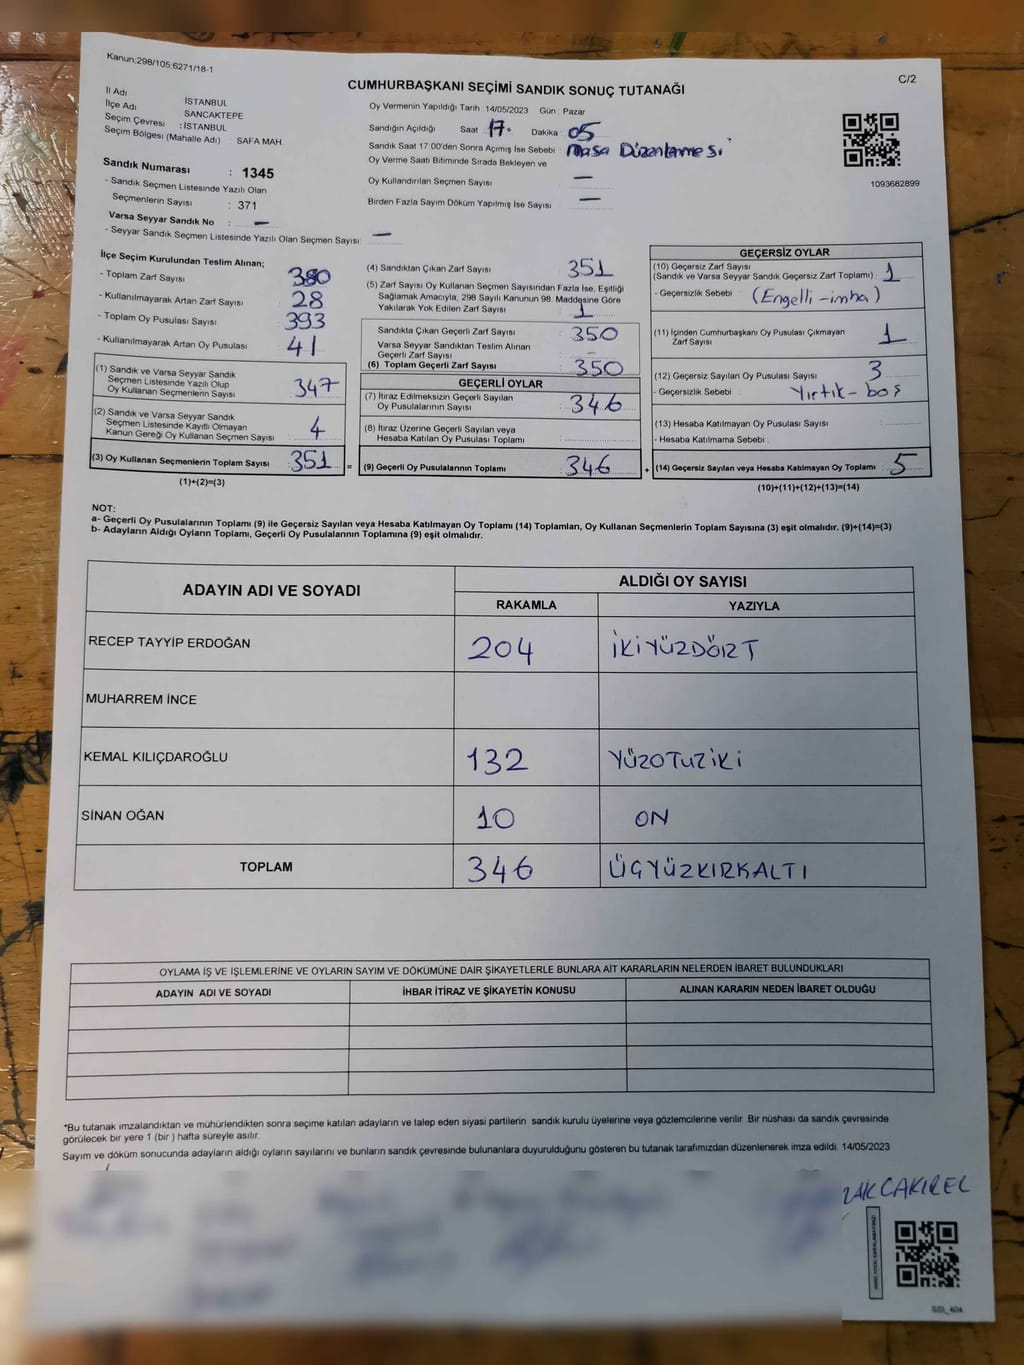 Kanun:298/105;6271/18-1
C/2
CUMHURBAŞKANI SEÇİMİ SANDIK SONUÇ TUTANAĞI
İl Adı İSTANBUL
İlçe Adı SANCAKTEPE
Seçim Çevresi : İSTANBUL
Seçim Bölgesi (Mahalle Adı) SAFA MAH.
Sandık Numarası : 1345
- Sandık Seçmen Listesinde Yazılı Olan
Seçmenlerin Sayısı : 371
Varsa Seyyar Sandık No : —
- Seyyar Sandık Seçmen Listesinde Yazılı Olan Seçmen Sayısı: —
Oy Vermenin Yapıldığı Tarih 14/05/2023 Gün : Pazar
Sandığın Açıldığı Saat 17. Dakika 05
Sandık Saat 17:00'den Sonra Açımış İse Sebebi : Masa Düzenlemesi
Oy Verme Saati Bitiminde Sırada Bekleyen ve
Oy Kullandırılan Seçmen Sayısı —
Birden Fazla Sayım Döküm Yapılmış İse Sayısı —
1093682899
İlçe Seçim Kurulundan Teslim Alınan;
- Toplam Zarf Sayısı 380
- Kullanılmayarak Artan Zarf Sayısı 28
- Toplam Oy Pusulası Sayısı 393
- Kullanılmayarak Artan Oy Pusulası 41
(1) Sandık ve Varsa Seyyar Sandık
Seçmen Listesinde Yazılı Olup
Oy Kullanan Seçmenlerin Sayısı 347
(2) Sandık ve Varsa Seyyar Sandık
Seçmen Listesinde Kayıtlı Olmayan
Kanun Gereği Oy Kullanan Seçmen Sayısı 4
(3) Oy Kullanan Seçmenlerin Toplam Sayısı 351 =
(1)+(2)=(3)
(4) Sandıktan Çıkan Zarf Sayısı 351
(5) Zarf Sayısı Oy Kullanan Seçmen Sayısından Fazla İse, Eşitliği
Sağlamak Amacıyla; 298 Sayılı Kanunun 98. Maddesine Göre
Yakılarak Yok Edilen Zarf Sayısı 1
Sandıkta Çıkan Geçerli Zarf Sayısı 350
Varsa Seyyar Sandıktan Teslim Alınan
Geçerli Zarf Sayısı -
(6) Toplam Geçerli Zarf Sayısı 350
GEÇERLİ OYLAR
(7) İtiraz Edilmeksizin Geçerli Sayılan
Oy Pusulalarının Sayısı 346
(8) İtiraz Üzerine Geçerli Sayılan veya
Hesaba Katılan Oy Pusulası Toplamı
(9) Geçerli Oy Pusulalarının Toplamı 346 +
GEÇERSİZ OYLAR
(10) Geçersiz Zarf Sayısı
(Sandık ve Varsa Seyyar Sandık Geçersiz Zarf Toplamı) : 1
- Geçersizlik Sebebi (Engelli-imha)
(11) İçinden Cumhurbaşkanı Oy Pusulası Çıkmayan
Zarf Sayısı 1
(12) Geçersiz Sayılan Oy Pusulası Sayısı 3
- Geçersizlik Sebebi Yırtık-boş
(13) Hesaba Katılmayan Oy Pusulası Sayısı :
- Hesaba Katılmama Sebebi :
(14) Geçersiz Sayılan veya Hesaba Katılmayan Oy Toplamı : 5
(10)+(11)+(12)+(13)=(14)
NOT:
a- Geçerli Oy Pusulalarının Toplamı (9) ile Geçersiz Sayılan veya Hesaba Katılmayan Oy Toplamı (14) Toplamları, Oy Kullanan Seçmenlerin Toplam Sayısına (3) eşit olmalıdır. (9)+(14)=(3)
b- Adayların Aldığı Oyların Toplamı, Geçerli Oy Pusulalarının Toplamına (9) eşit olmalıdır.
ADAYIN ADI VE SOYADI ALDIĞI OY SAYISI
RAKAMLA YAZIYLA
RECEP TAYYİP ERDOĞAN 204 İKİYÜZDÖRT
MUHARREM İNCE
KEMAL KILIÇDAROĞLU 132 YÜZOTUZİKİ
SİNAN OĞAN 10 ON
TOPLAM 346 ÜÇYÜZKIRKALTI
OYLAMA İŞ VE İŞLEMLERİNE VE OYLARIN SAYIM VE DÖKÜMÜNE DAİR ŞİKAYETLERLE BUNLARA AİT KARARLARIN NELERDEN İBARET BULUNDUKLARI
ADAYIN ADI VE SOYADI İHBAR İTİRAZ VE ŞİKAYETİN KONUSU ALINAN KARARIN NEDEN İBARET OLDUĞU
*Bu tutanak imzalandıktan ve mühürlendikten sonra seçime katılan adayların ve talep eden siyasi partilerin sandık kurulu üyelerine veya gözlemcilerine verilir. Bir nüshası da sandık çevresinde
görülecek bir yere 1 (bir ) hafta süreyle asılır.
Sayım ve döküm sonucunda adayların aldığı oyların sayılarını ve bunların sandık çevresinde bulunanlara duyurulduğunu gösteren bu tutanak tarafımızdan düzenlenerek imza edildi. 14/05/2023